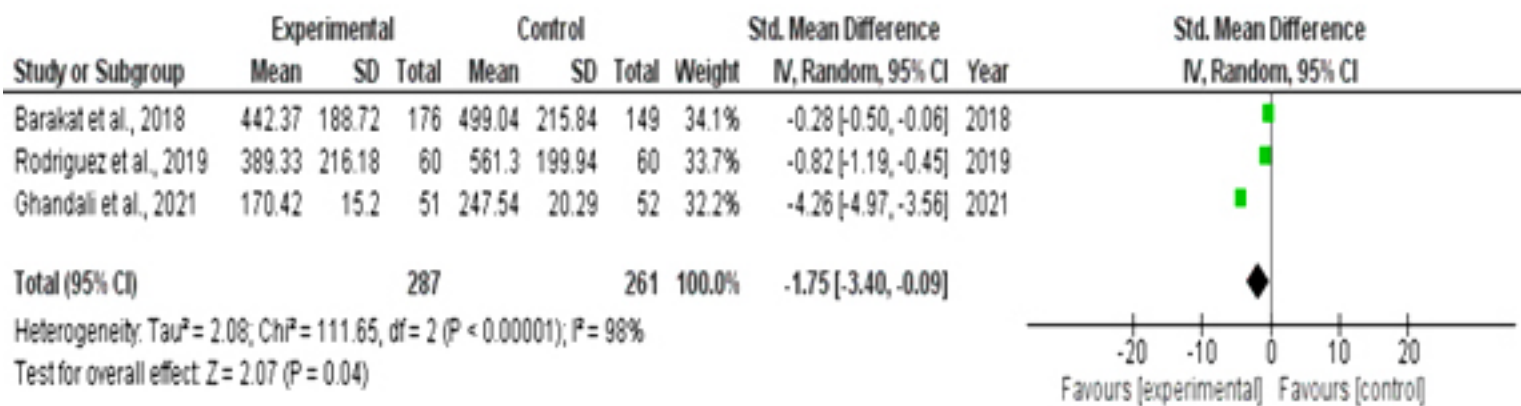 Experimental Control Std. Mean Difference Std. Mean Difference
Study or Subgroup Mean SD Total Mean SD Total Weight IV, Random, 95% CI Year IV, Random, 95% CI
Barakat et al., 2018 442.37 188.72 176 499.04 215.84 149 34.1% -0.28 [-0.50, -0.06] 2018
Rodriguez et al., 2019 389.33 216.18 60 561.3 199.94 60 33.7% -0.82 [-1.19, -0.45] 2019
Ghandali et al., 2021 170.42 15.2 51 247.54 20.29 52 32.2% -4.26 [-4.97, -3.56] 2021
Total (95% CI) 287 261 100.0% -1.75 [-3.40, -0.09]
Heterogeneity: Tau² = 2.08; Chi² = 111.65, df = 2 (P < 0.00001); I² = 98%
Test for overall effect: Z = 2.07 (P = 0.04)
-20 -10 0 10 20
Favours [experimental] Favours [control]